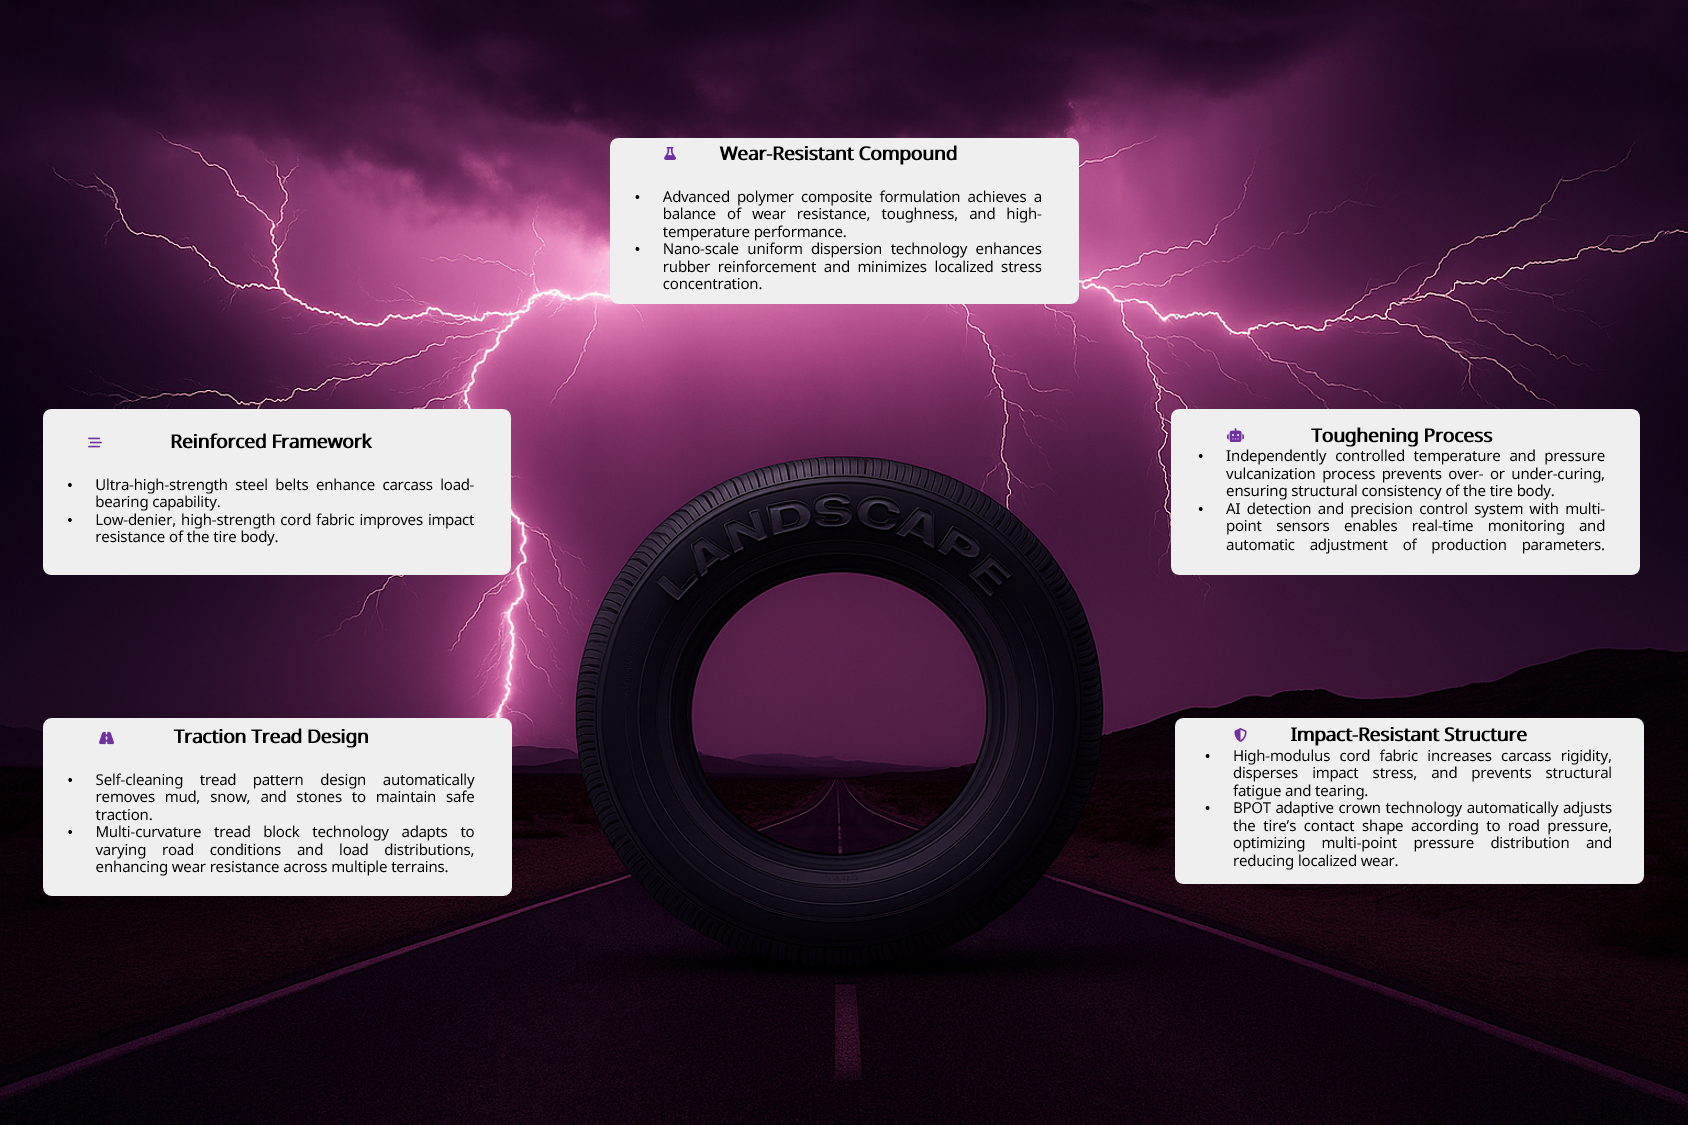 Wear-Resistant Compound
• Advanced polymer composite formulation achieves a
balance of wear resistance, toughness, and high-
temperature performance.
• Nano-scale uniform dispersion technology enhances
rubber reinforcement and minimizes localized stress
concentration.
Reinforced Framework
• Ultra-high-strength steel belts enhance carcass load-
bearing capability.
• Low-denier, high-strength cord fabric improves impact
resistance of the tire body.
Toughening Process
• Independently controlled temperature and pressure
vulcanization process prevents over- or under-curing,
ensuring structural consistency of the tire body.
• AI detection and precision control system with multi-
point sensors enables real-time monitoring and
automatic adjustment of production parameters.
LANDSCAPE
Traction Tread Design
• Self-cleaning tread pattern design automatically
removes mud, snow, and stones to maintain safe
traction.
• Multi-curvature tread block technology adapts to
varying road conditions and load distributions,
enhancing wear resistance across multiple terrains.
Impact-Resistant Structure
• High-modulus cord fabric increases carcass rigidity,
disperses impact stress, and prevents structural
fatigue and tearing.
• BPOT adaptive crown technology automatically adjusts
the tire’s contact shape according to road pressure,
optimizing multi-point pressure distribution and
reducing localized wear.